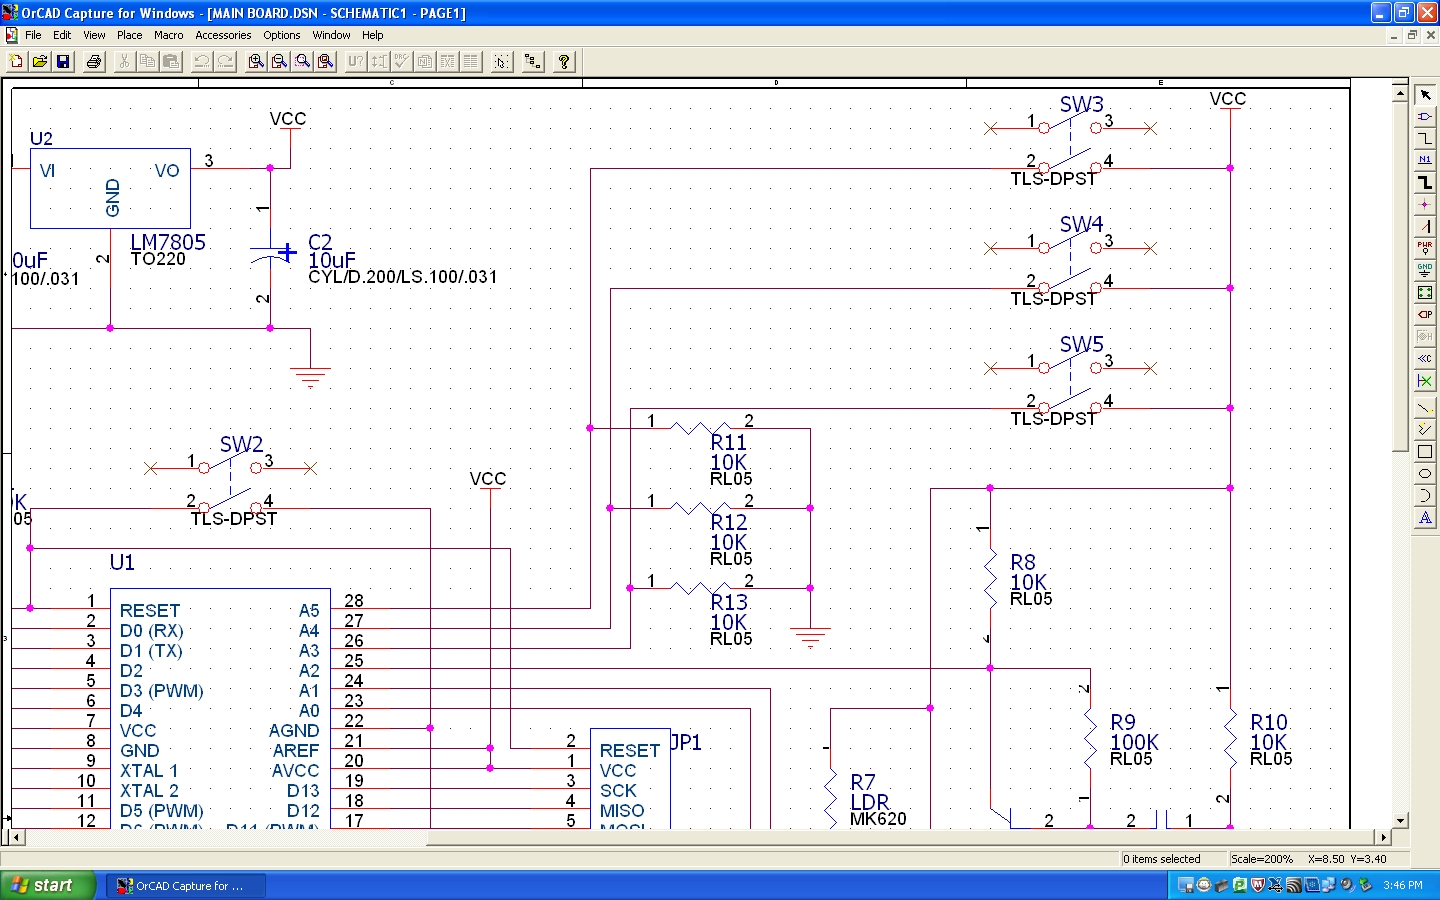 OrCAD Capture for Windows - [MAIN BOARD.DSN - SCHEMATIC1 - PAGE1]
File Edit View Place Macro Accessories Options Window Help
U? DRC ?
C D E
VCC SW3 VCC
1 3
U2
VI VO 3 2 4
GND TLS-DPST
1
SW4
LM7805 C2 1 3
0uF TO220 2 10uF
100/.031 CYL/D.200/LS.100/.031
2 2 4
TLS-DPST
SW5
1 3
2 4
TLS-DPST
1 2
R11
SW2 10K
1 3 RL05
VCC
K 2 4 1 2
05 TLS-DPST R12 1
10K
U1 RL05 R8
1 2 10K
R13 RL05
10K
RL05 2
1 RESET A5 28
2 D0 (RX) A4 27
3 D1 (TX) A3 26
4 D2 A2 25
5 D3 (PWM) A1 24 2 1
6 D4 A0 23
7 VCC AGND 22 R9 R10
8 GND AREF 21 100K 10K
9 XTAL 1 AVCC 20 RL05 RL05
10 XTAL 2 D13 19
11 D5 (PWM) D12 18
12 D6 (PWM) D11 (PWM) 17
JP1
2 RESET
1 VCC
3 SCK
4 MISO
5 MOSI
1
R7
LDR
MK620
1 2
2 2 1
N1
PWR
GND
3
0 items selected Scale=200% X=8.50 Y=3.40
start OrCAD Capture for ... 3:46 PM